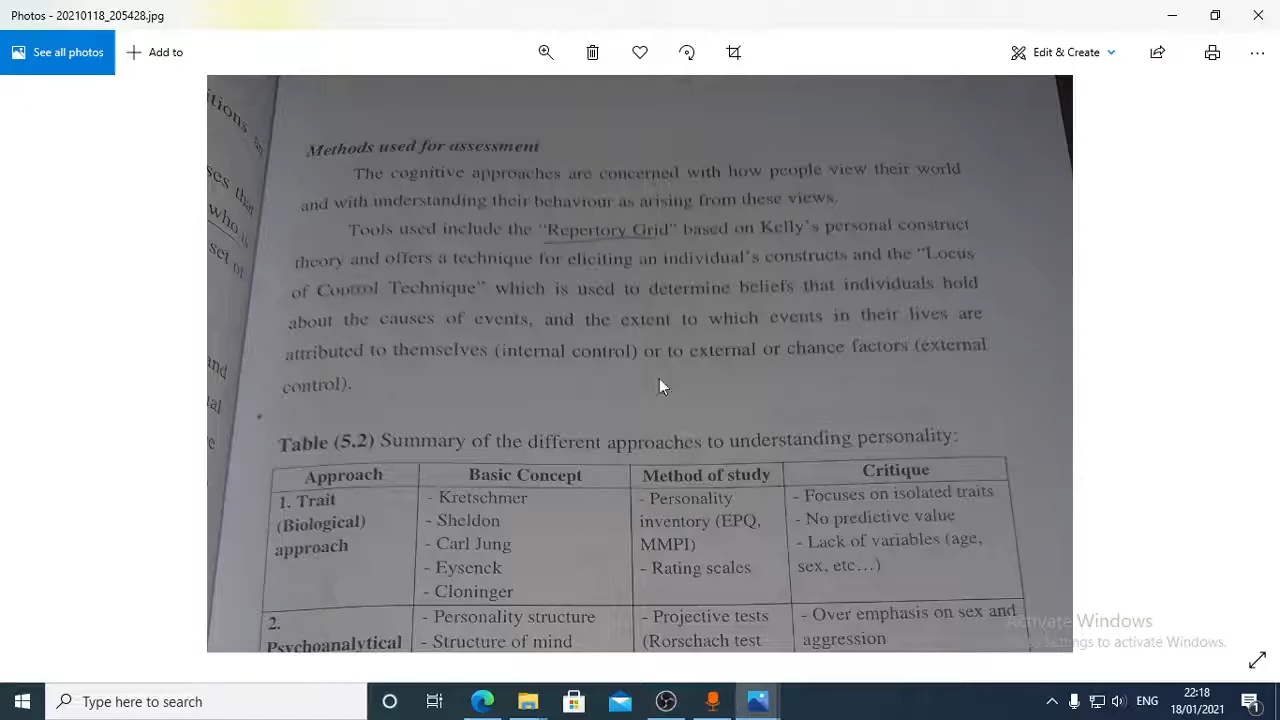 Photos - 20210118_205428.jpg
See all photos
Add to
Edit & Create
itions
ses that
who is
set of
and
Methods used for assessment
The cognitive approaches are concerned with how people view their world
and with understanding their behaviour as arising from these views.
Tools used include the "Repertory Grid" based on Kelly's personal construct
theory and offers a technique for eliciting an individual's constructs and the "Locus
of Control Technique" which is used to determine beliefs that individuals hold
about the causes of events, and the extent to which events in their lives are
attributed to themselves (internal control) or to external or chance factors (external
control).
Table (5.2) Summary of the different approaches to understanding personality:
Approach
Basic Concept
Method of study
Critique
1. Trait
(Biological)
approach
- Kretschmer
- Sheldon
- Carl Jung
- Eysenck
- Cloninger
- Personality
inventory (EPQ,
MMPI)
- Rating scales
- Focuses on isolated traits
- No predictive value
- Lack of variables (age,
sex, etc...)
2.
Psychoanalytical
- Personality structure
- Structure of mind
- Projective tests
(Rorschach test
- Over emphasis on sex and
aggression
Activate Windows
settings to activate Windows.
Type here to search
ENG
22:18
18/01/2021
1